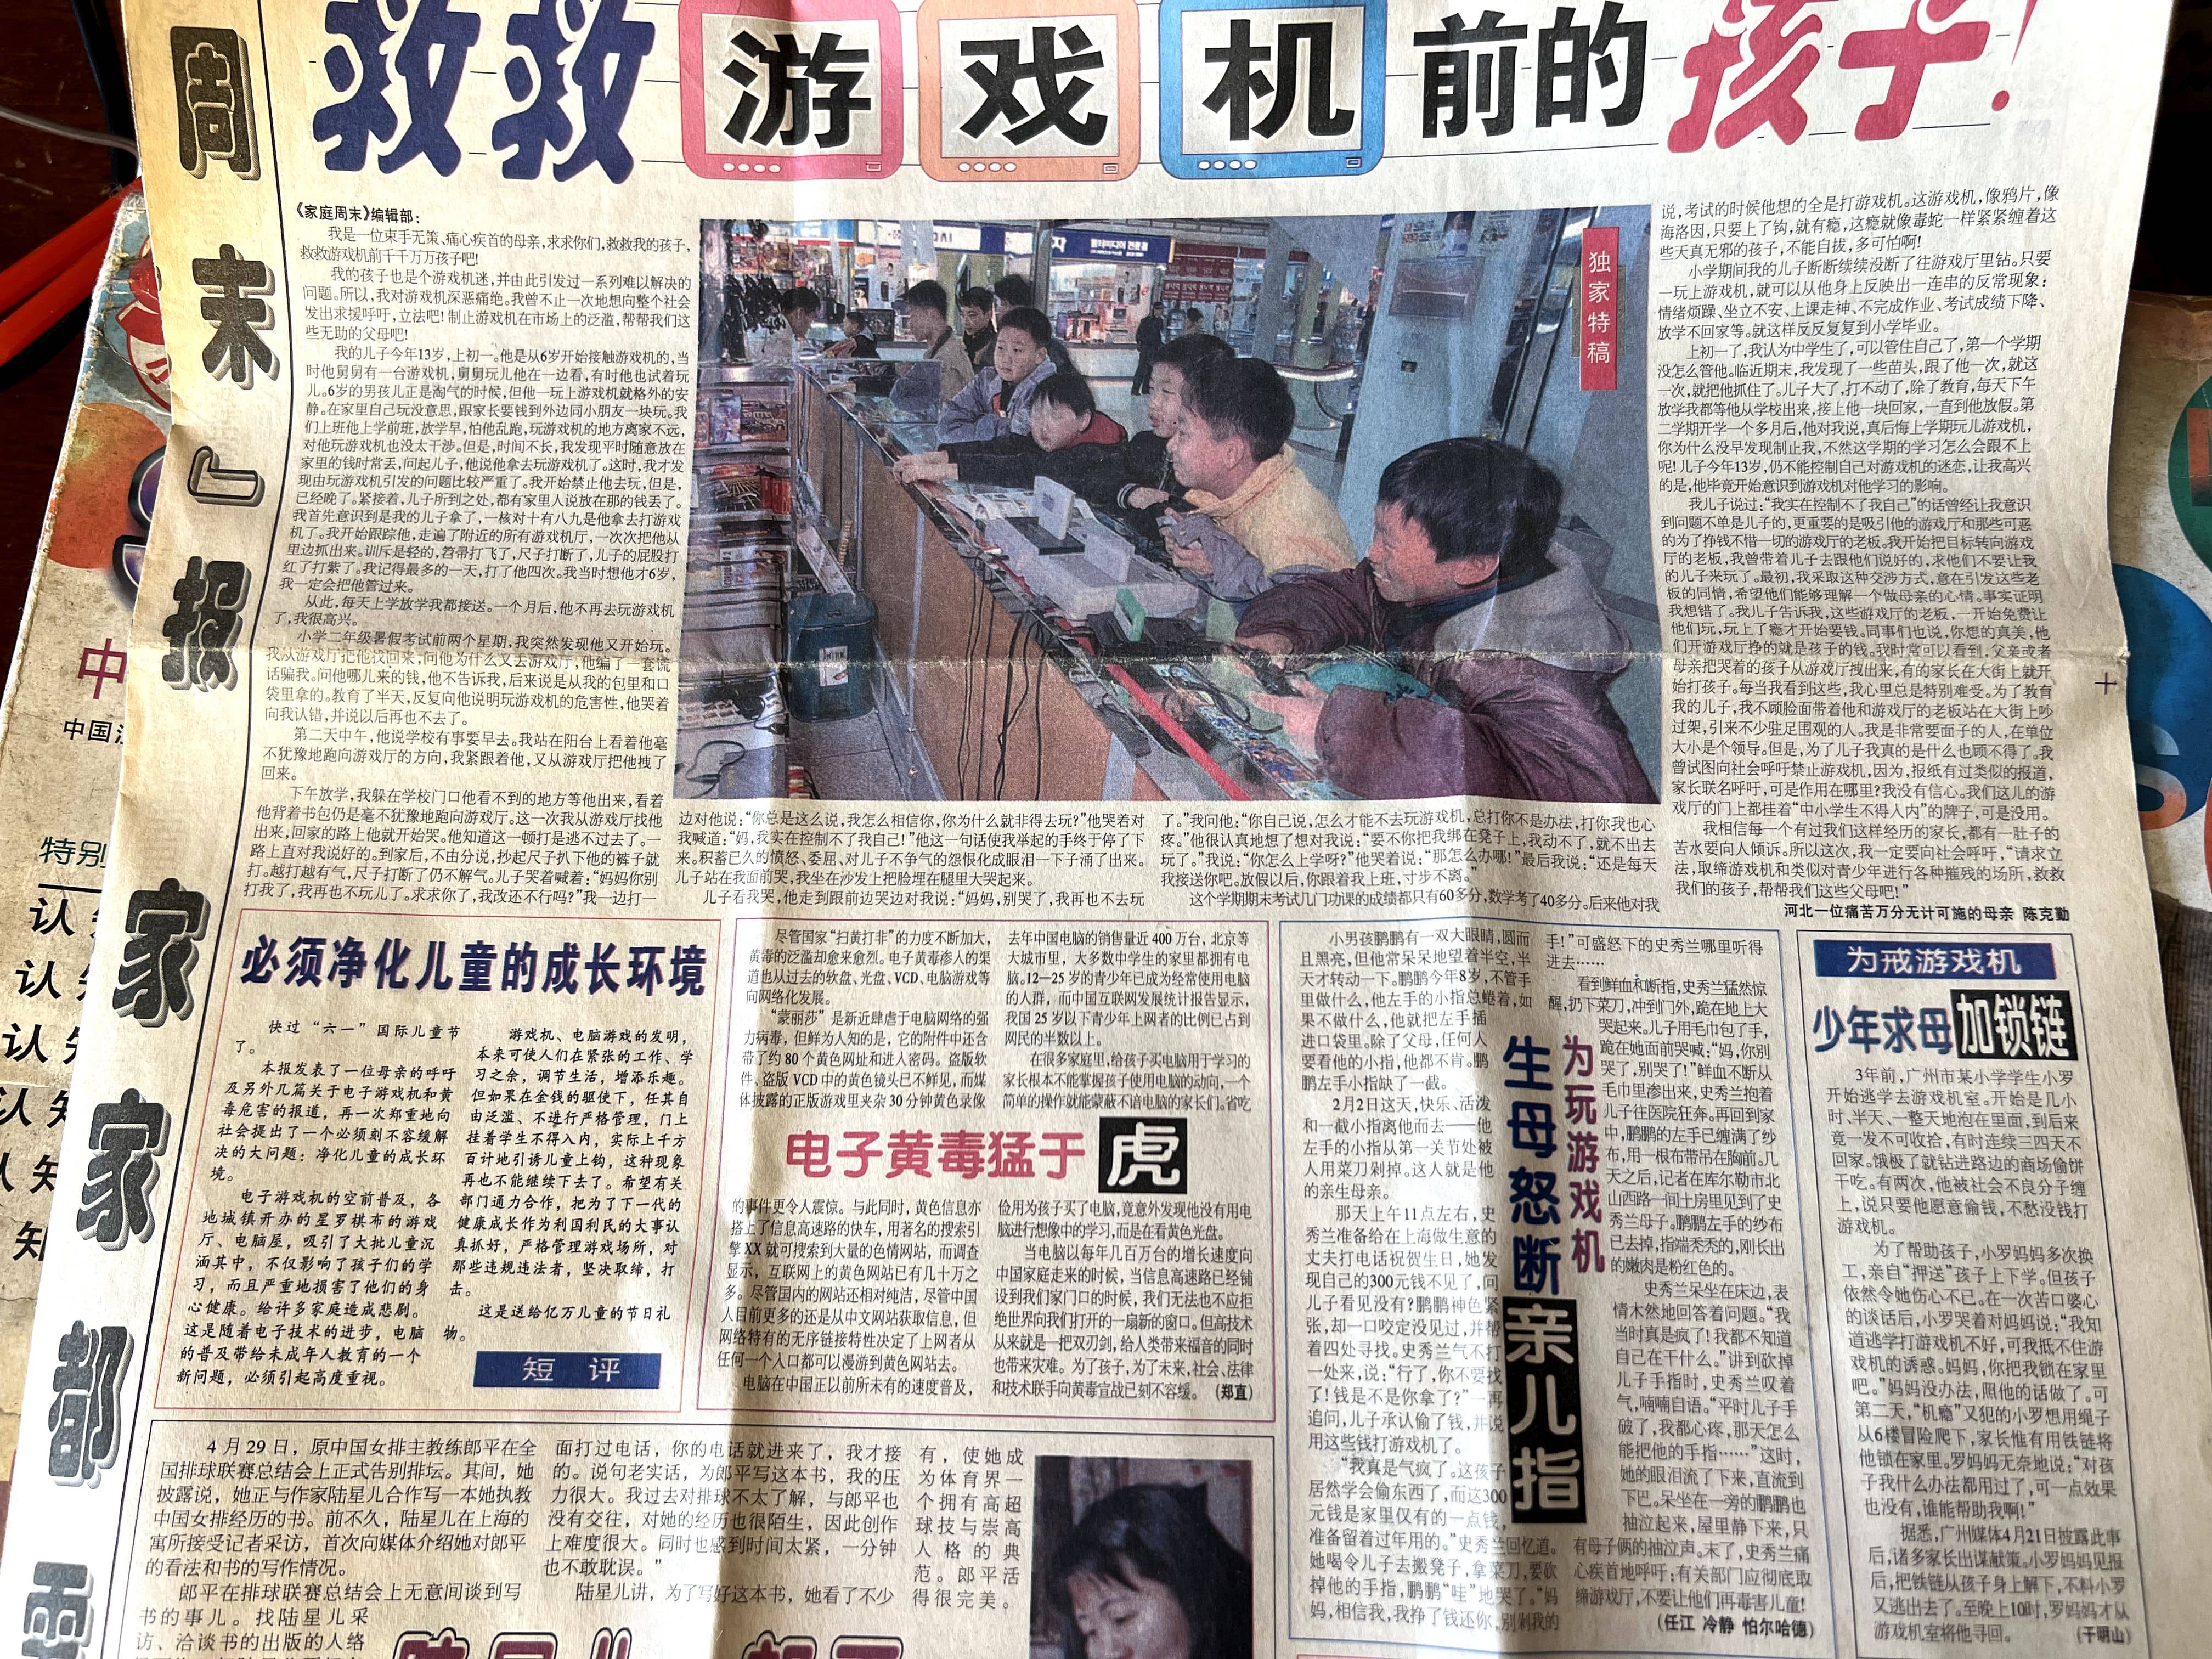 救救游戏机前的孩子!
周末』报 家家都
独家特稿
《家庭周末》编辑部:
我是一位束手无策、痛心疾首的母亲,求求你们,救救我的孩子,
救救游戏机前千千万万孩子吧!
我的孩子也是个游戏机迷,并由此引发过一系列难以解决的
问题。所以,我对游戏机深恶痛绝。我曾不止一次地想向整个社会
发出求援呼吁,立法吧!制止游戏机在市场上的泛滥,帮帮我们这
些无助的父母吧!
我的儿子今年13岁,上初一。他是从6岁开始接触游戏机的,当
时他舅舅有一台游戏机,舅舅玩儿他在一边看,有时他也试着玩
儿。6岁的男孩儿正是淘气的时候,但他一玩上游戏机就格外的安
静。在家里自己玩没意思,跟家长要钱到外边同小朋友一块玩。我
们上班他上学前班,放学早,怕他乱跑,玩游戏机的地方离家不远,
对他玩游戏机也没太干涉。但是,时间不长,我发现平时随意放在
家里的钱时常丢,问起儿子,他说他拿去玩游戏机了。这时,我才发
现由玩游戏机引发的问题比较严重了。我开始禁止他去玩,但是,
已经晚了。紧接着,儿子所到之处,都有家里人说放在那的钱丢了。
我首先意识到是我的儿子拿了,一核对十有八九是他拿去打游戏
机了。我开始跟踪他,走遍了附近的所有游戏机厅,一次次把他从
里边抓出来。训斥是轻的,笤帚打飞了,尺子打断了,儿子的屁股打
红了打紫了。我记得最多的一天,打了他四次。我当时想他才6岁,
我一定会把他管过来。
从此,每天上学放学我都接送。一个月后,他不再去玩游戏机
了,我很高兴。
小学二年级暑假考试前两个星期,我突然发现他又开始玩。
我从游戏厅把他找回来,问他为什么又去游戏厅,他编了一套谎
话骗我。问他哪儿来的钱,他不告诉我,后来说是从我的包里和口
袋里拿的。教育了半天,反复向他说明玩游戏机的危害性,他哭着
向我认错,并说以后再也不去了。
第二天中午,他说学校有事要早去。我站在阳台上看着他毫
不犹豫地跑向游戏厅的方向,我紧跟着他,又从游戏厅把他拽了
回来。
下午放学,我躲在学校门口他看不到的地方等他出来,看着
他背着书包仍是毫不犹豫地跑向游戏厅。这一次我从游戏厅找他
出来,回家的路上他就开始哭。他知道这一顿打是逃不过去了。一
路上直对我说好的。到家后,不由分说,抄起尺子扒下他的裤子就
打。越打越有气,尺子打断了仍不解气。儿子哭着喊着:“妈妈你别
打我了,我再也不玩儿了。求求你了,我改还不行吗?”我一边打一
边对他说:“你总是这么说,我怎么相信你,你为什么就非得去玩?”他哭着对
我喊道:“妈,我实在控制不了我自己!”他这一句话使我举起的手终于停了下
来。积蓄已久的愤怒、委屈、对儿子不争气的怨恨化成眼泪一下子涌了出来。
儿子站在我面前哭,我坐在沙发上把脸埋在腿里大哭起来。
儿子看我哭,他走到跟前边哭边对我说:“妈妈,别哭了,我再也不去玩
了。”我问他:“你自己说,怎么才能不去玩游戏机,总打你不是办法,打你我也心
疼。”他很认真地想了想对我说:“要不你把我绑在凳子上,我动不了,就不出去
玩了。”我说:“你怎么上学呀?”他哭着说:“那怎么办哪!”最后我说:“还是每天
我接送你吧。放假以后,你跟着我上班,寸步不离。”
这个学期期末考试几门功课的成绩都只有60多分,数学考了40多分。后来他对我
说,考试的时候他想的全是打游戏机。这游戏机,像鸦片,像
海洛因,只要上了钩,就有瘾,这瘾就像毒蛇一样紧紧缠着这
些天真无邪的孩子,不能自拔,多可怕啊!
小学期间我的儿子断断续续没断了往游戏厅里钻。只要
一玩上游戏机,就可以从他身上反映出一连串的反常现象:
情绪烦躁、坐立不安、上课走神、不完成作业、考试成绩下降、
放学不回家等。就这样反反复复到小学毕业。
上初一了,我认为中学生了,可以管住自己了,第一个学期
没怎么管他。临近期末,我发现了一些苗头,跟了他一次,就这
一次,就把他抓住了。儿子大了,打不动了,除了教育,每天下午
放学我都等他从学校出来,接上他一块回家,一直到他放假。第
二学期开学一个多月后,他对我说,真后悔上学期玩儿游戏机,
你为什么没早发现制止我,不然这学期的学习怎么会跟不上
呢!儿子今年13岁,仍不能控制自己对游戏机的迷恋,让我高兴
的是,他毕竟开始意识到游戏机对他学习的影响。
我儿子说过:“我实在控制不了我自己”的话曾经让我意识
到问题不单是儿子的,更重要的是吸引他的游戏厅和那些可恶
的为了挣钱不惜一切的游戏厅的老板。我开始把目标转向游戏
厅的老板,我曾带着儿子去跟他们说好的,求他们不要让我
的儿子来玩了。最初,我采取这种交涉方式,意在引发这些老
板的同情,希望他们能够理解一个做母亲的心情。事实证明
我想错了。我儿子告诉我,这些游戏厅的老板,一开始免费让
他们玩,玩上了瘾才开始要钱。同事们也说,你想的真美,他
们开游戏厅挣的就是孩子的钱。我时常可以看到,父亲或者
母亲把哭着的孩子从游戏厅拽出来,有的家长在大街上就开
始打孩子。每当我看到这些,我心里总是特别难受。为了教育
我的儿子,我不顾脸面带着他和游戏厅的老板站在大街上吵
过架,引来不少驻足围观的人。我是非常要面子的人,在单位
大小是个领导。但是,为了儿子我真的是什么也顾不得了。我
曾试图向社会呼吁禁止游戏机,因为,报纸有过类似的报道,
家长联名呼吁,可是作用在哪里?我没有信心。我们这儿的游
戏厅的门上都挂着“中小学生不得人内”的牌子,可是没用。
我相信每一个有过我们这样经历的家长,都有一肚子的
苦水要向人倾诉。所以这次,我一定要向社会呼吁,“请求立
法,取缔游戏机和类似对青少年进行各种摧残的场所,救救
我们的孩子,帮帮我们这些父母吧!”
河北一位痛苦万分无计可施的母亲 陈克勤
必须净化儿童的成长环境
快过“六一”国际儿童节
了。
本报发表了一位母亲的呼吁
及另外几篇关于电子游戏机和黄
毒危害的报道,再一次郑重地向
社会提出了一个必须刻不容缓解
决的大问题:净化儿童的成长环
境。
电子游戏机的空前普及,各
地城镇开办的星罗棋布的游戏
厅、电脑屋,吸引了大批儿童沉
湎其中,不仅影响了孩子们的学
习,而且严重地损害了他们的身
心健康。给许多家庭造成悲剧。
这是随着电子技术的进步,电脑
的普及带给未成年人教育的一个
新问题,必须引起高度重视。
游戏机、电脑游戏的发明,
本来可使人们在紧张的工作、学
习之余,调节生活,增添乐趣。
但如果在金钱的驱使下,任其自
由泛滥、不进行严格管理,门上
挂着学生不得入内,实际上千方
百计地引诱儿童上钩,这种现象
再也不能继续下去了。希望有关
部门通力合作,把为了下一代的
健康成长作为利国利民的大事认
真抓好,严格管理游戏场所,对
那些违规违法者,坚决取缔,打
击。
这是送给亿万儿童的节日礼
物。
短评
尽管国家“扫黄打非”的力度不断加大,
黄毒的泛滥却愈来愈烈。电子黄毒渗人的渠
道也从过去的软盘、光盘、VCD、电脑游戏等
向网络化发展。
“蒙丽莎”是新近肆虐于电脑网络的强
力病毒,但鲜为人知的是,它的附件中还含
带了约80个黄色网址和进人密码。盗版软
件、盗版VCD中的黄色镜头已不鲜见,而媒
体披露的正版游戏里夹杂30分钟黄色录像
电子黄毒猛于虎
的事件更令人震惊。与此同时,黄色信息亦
搭上了信息高速路的快车,用著名的搜索引
擎XX就可搜索到大量的色情网站,而调查
显示,互联网上的黄色网站已有几十万之
多。尽管国内的网站还相对纯洁,尽管中国
人目前更多的还是从中文网站获取信息,但
网络特有的无序链接特性决定了上网者从
任何一个入口都可以漫游到黄色网站去。
电脑在中国正以前所未有的速度普及,
去年中国电脑的销售量近400万台,北京等
大城市里,大多数中学生的家里都拥有电
脑。12—25岁的青少年已成为经常使用电脑
的人群,而中国互联网发展统计报告显示,
我国25岁以下青少年上网者的比例已占到
网民的半数以上。
在很多家庭里,给孩子买电脑用于学习的
家长根本不能掌握孩子使用电脑的动向,一个
简单的操作就能蒙蔽不谙电脑的家长们。省吃
俭用为孩子买了电脑,竟意外发现他没有用电
脑进行想像中的学习,而是在看黄色光盘。
当电脑以每年几百万台的增长速度向
中国家庭走来的时候,当信息高速路已经铺
设到我们家门口的时候,我们无法也不应拒
绝世界向我们打开的一扇新的窗口。但高技术
从来就是一把双刃剑,给人类带来福音的同时
也带来灾难。为了孩子,为了未来,社会、法律
和技术联手向黄毒宣战已刻不容缓。 (郑直)
为玩游戏机
生母怒断亲儿指
小男孩鹏鹏有一双大眼睛,圆而
且黑亮,但他常呆呆地望着半空,半
天才转动一下。鹏鹏今年8岁,不管手
里做什么,他左手的小指总蜷着,如
果不做什么,他就把左手插
进口袋里。除了父母,任何人
要看他的小指,他都不肯。鹏
鹏左手小指缺了一截。
2月2日这天,快乐、活泼
和一截小指离他而去——他
左手的小指从第一关节处被
人用菜刀剁掉。这人就是他
的亲生母亲。
那天上午11点左右,史
秀兰准备给在上海做生意的
丈夫打电话祝贺生日,她发
现自己的300元钱不见了,问
儿子看见没有?鹏鹏神色紧
张,却一口咬定没见过,并帮
着四处寻找。史秀兰气不打
一处来,说:“行了,你不要找
了!钱是不是你拿了?”一再
追问,儿子承认偷了钱,并说
用这些钱打游戏机了。
“我真是气疯了。这孩子
居然学会偷东西了,而这300
元钱是家里仅有的一点钱,
准备留着过年用的。”史秀兰回忆道。
她喝令儿子去搬凳子,拿菜刀,要砍
掉他的手指,鹏鹏“哇”地哭了。“妈
妈,相信我,我挣了钱还你,别剁我的
手!”可盛怒下的史秀兰哪里听得
进去……
看到鲜血和断指,史秀兰猛然惊
醒,扔下菜刀,冲到门外,跪在地上大
哭起来。儿子用毛巾包了手,
跪在她面前哭喊:“妈,你别
哭了,别哭了!”鲜血不断从
毛巾里渗出来,史秀兰抱着
儿子往医院狂奔。再回到家
中,鹏鹏的左手已缠满了纱
布,用一根布带吊在胸前。几
天之后,记者在库尔勒市北
山西路一间土房里见到了史
秀兰母子。鹏鹏左手的纱布
已去掉,指端秃秃的,刚长出
的嫩肉是粉红色的。
史秀兰呆坐在床边,表
情木然地回答着问题。“我
当时真是疯了!我都不知道
自己在干什么。”讲到砍掉
儿子手指时,史秀兰叹着
气,喃喃自语。“平时儿子手
破了,我都心疼,那天怎么
能把他的手指……”这时,
她的眼泪流了下来,直流到
下巴。呆坐在一旁的鹏鹏也
抽泣起来,屋里静下来,只
有母子俩的抽泣声。末了,史秀兰痛
心疾首地呼吁:有关部门应彻底取
缔游戏厅,不要让他们再毒害儿童!
(任江 冷静 怕尔哈德)
为戒游戏机
少年求母加锁链
3年前,广州市某小学学生小罗
开始逃学去游戏机室。开始是几小
时、半天、一整天地泡在里面,到后来
竟一发不可收拾,有时连续三四天不
回家。饿极了就钻进路边的商场偷饼
干吃。有两次,他被社会不良分子缠
上,说只要他愿意偷钱,不愁没钱打
游戏机。
为了帮助孩子,小罗妈妈多次换
工,亲自“押送”孩子上下学。但孩子
依然令她伤心不已。在一次苦口婆心
的谈话后,小罗哭着对妈妈说:“我知
道逃学打游戏机不好,可我抵不住游
戏机的诱惑。妈妈,你把我锁在家里
吧。”妈妈没办法,照他的话做了。可
第二天,“机瘾”又犯的小罗想用绳子
从6楼冒险爬下,家长惟有用铁链将
他锁在家里。罗妈妈无奈地说:“对孩
子我什么办法都用过了,可一点效果
也没有,谁能帮助我啊!”
据悉,广州媒体4月21日披露此事
后,诸多家长出谋献策。小罗妈妈见报
后,把铁链从孩子身上解下,不料小罗
又逃出去了。至晚上10时,罗妈妈才从
游戏机室将他寻回。 (干明山)
4月29日,原中国女排主教练郎平在全
国排球联赛总结会上正式告别排坛。其间,她
披露说,她正与作家陆星儿合作写一本她执教
中国女排经历的书。前不久,陆星儿在上海的
寓所接受记者采访,首次向媒体介绍她对郎平
的看法和书的写作情况。
郎平在排球联赛总结会上无意间谈到写
书的事儿。找陆星儿采
访、洽谈书的出版的人络
面打过电话,你的电话就进来了,我才接
的。说句老实话,为郎平写这本书,我的压
力很大。我过去对排球不太了解,与郎平也
没有交往,对她的经历也很陌生,因此创作
上难度很大。同时也感到时间太紧,一分钟
也不敢耽误。”
陆星儿讲,为了写好这本书,她看了不少
有,使她成
为体育界一
个拥有高超
球技与崇高
人格的典
范。郎平活
得很完美。
中
中国
特别
认
认
认
认知
人知
知